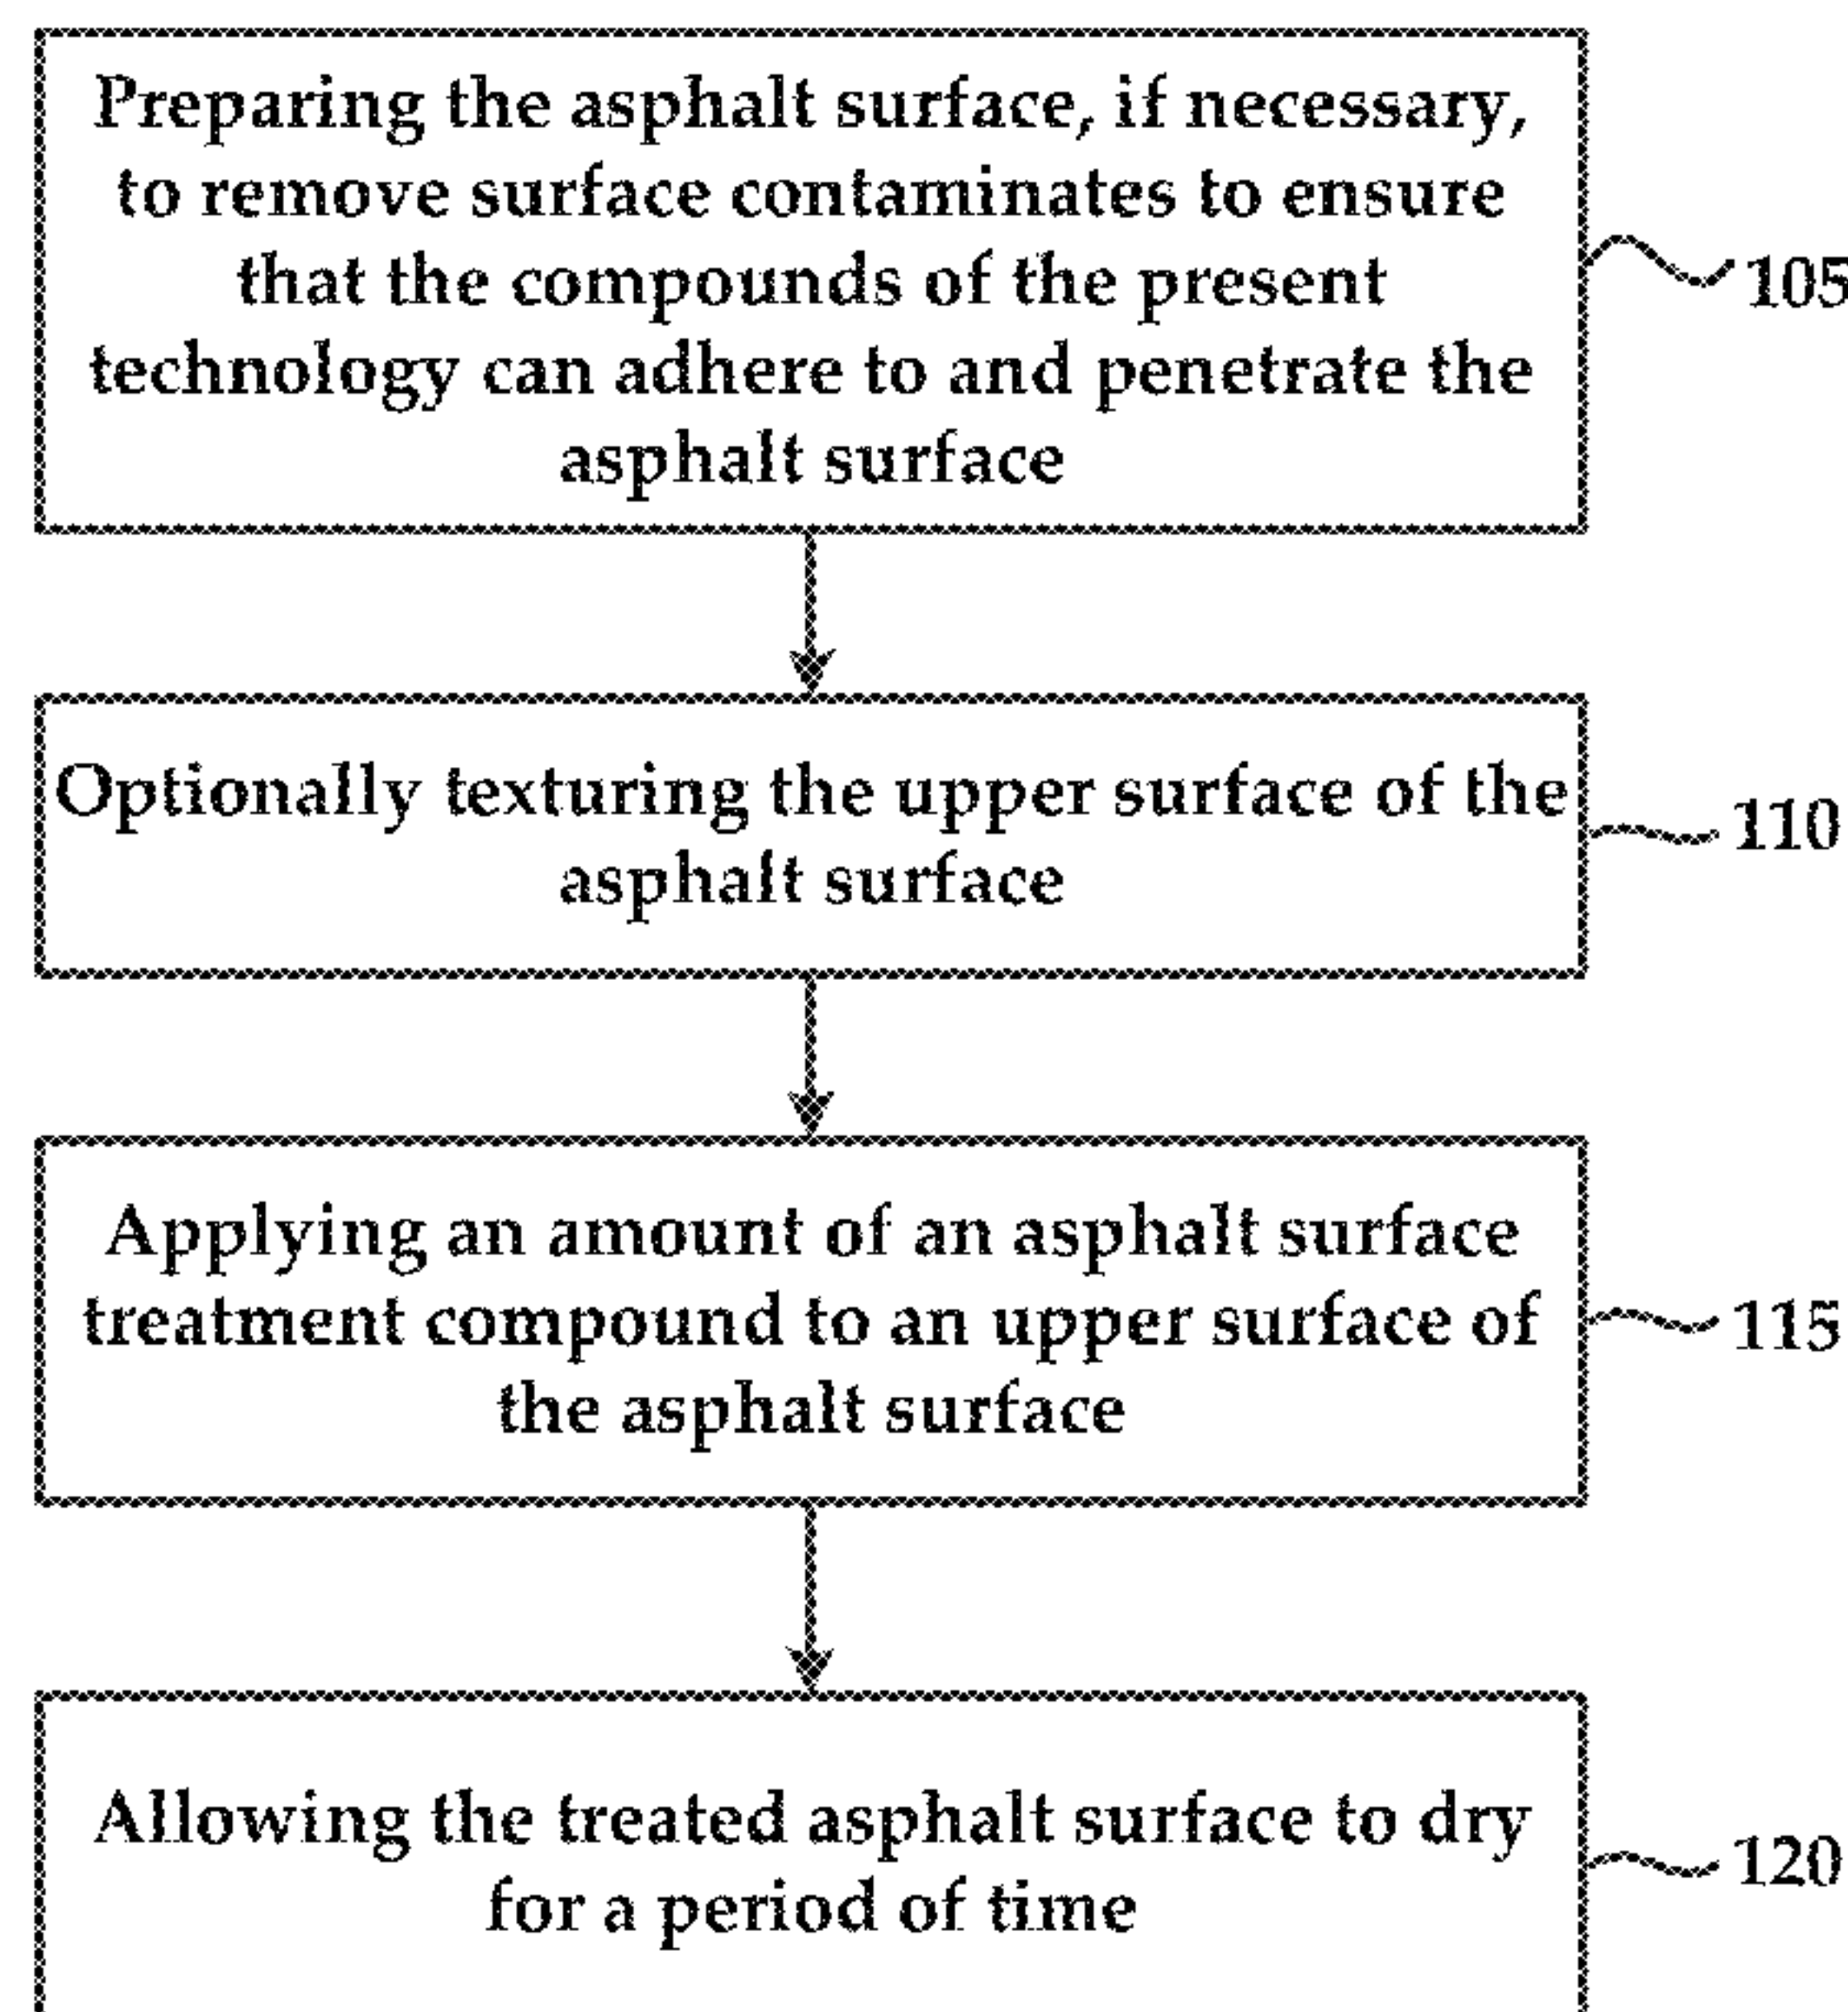 Preparing the asphalt surface, if necessary,
to remove surface contaminates to ensure
that the compounds of the present
technology can adhere to and penetrate the
asphalt surface
105
Optionally texturing the upper surface of the
asphalt surface
110
Applying an amount of an asphalt surface
treatment compound to an upper surface of
the asphalt surface
115
Allowing the treated asphalt surface to dry
for a period of time
120